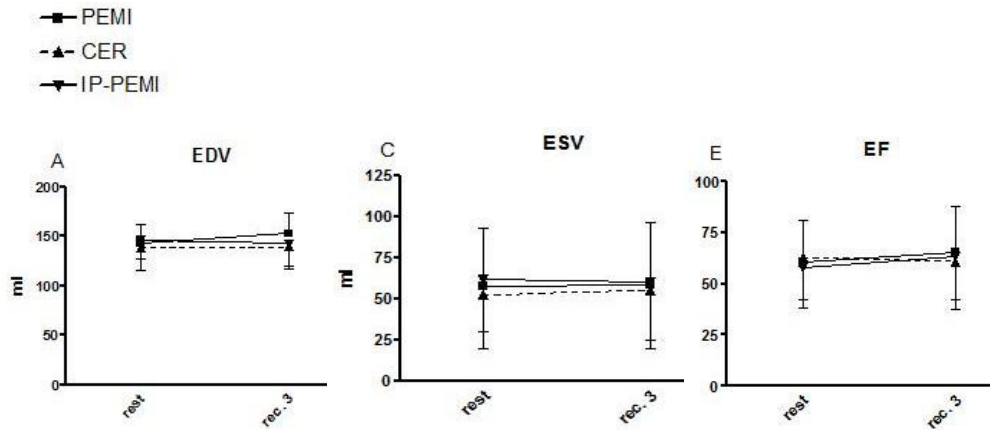 PEMI
CER
IP-PEMI
A
EDV
200
150
100
50
0
ml
rest
rec. 3
C
ESV
125
100
75
50
25
0
ml
rest
rec. 3
E
EF
100
75
50
25
0
rest
rec. 3